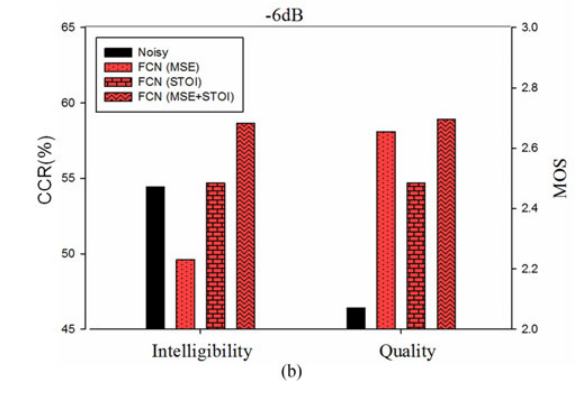 -6dB
65
60
55
50
45
CCR(%)
Noisy
FCN (MSE)
FCN (STOI)
FCN (MSE+STOI)
3.0
2.8
2.6
2.4
2.2
2.0
MOS
Intelligibility
Quality
(b)